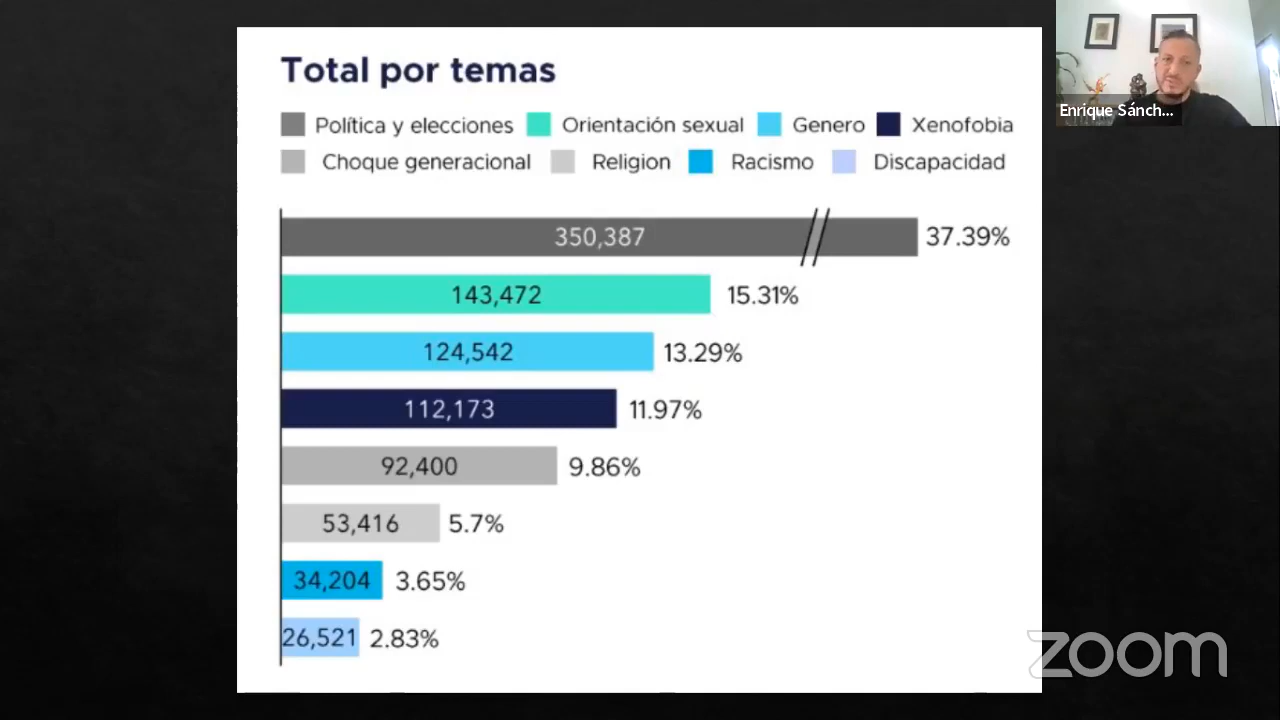 Total por temas
Política y elecciones Orientación sexual Genero Xenofobia
Choque generacional Religion Racismo Discapacidad
350,387 37.39%
143,472 15.31%
124,542 13.29%
112,173 11.97%
92,400 9.86%
53,416 5.7%
34,204 3.65%
26,521 2.83%
Enrique Sánch...
zoom